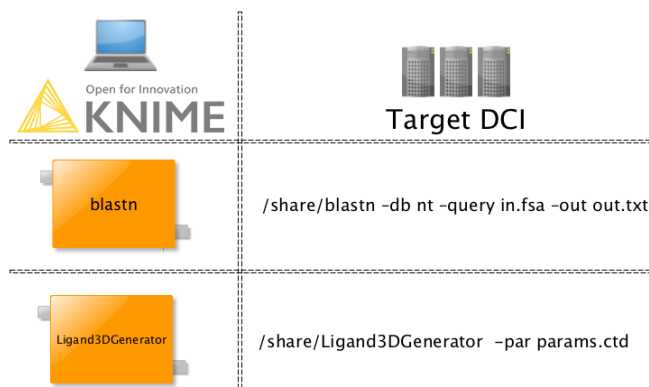 Open for Innovation
KNIME
Target DCI
blastn
/share/blastn –db nt –query in.fsa –out out.txt
Ligand3DGenerator
/share/Ligand3DGenerator –par params.ctd